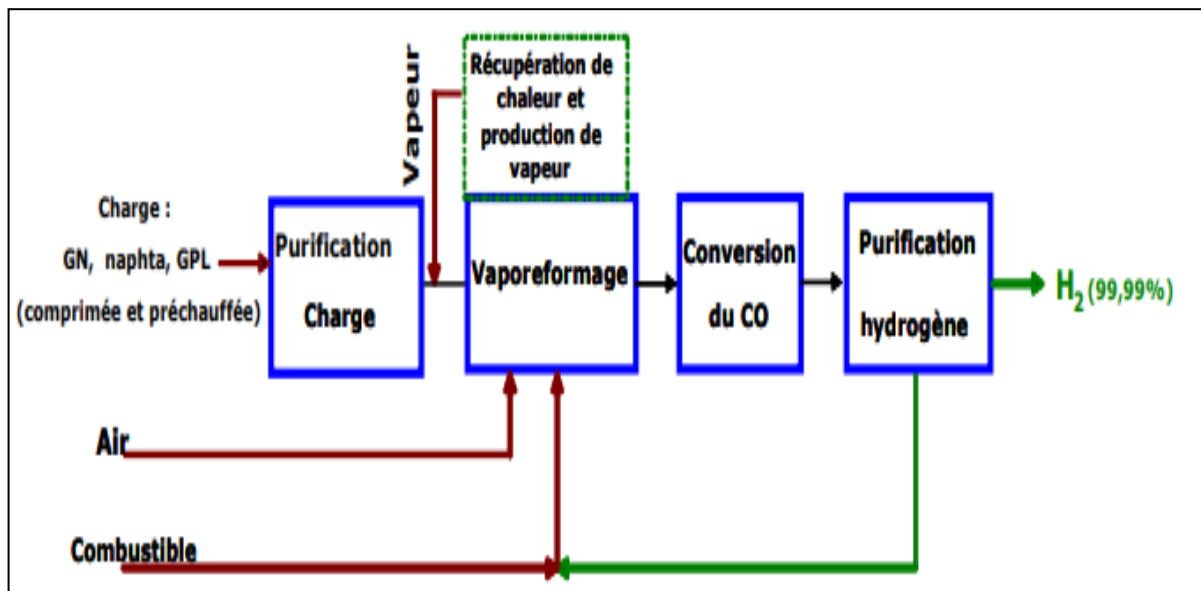 Récupération de
chaleur et
production de
vapeur
Vapeur
Charge :
GN, naphta, GPL
(comprimée et préchauffée)
Purification
Charge
Vaporeformage
Conversion
du CO
Purification
hydrogène
H₂ (99,99%)
Air
Combustible